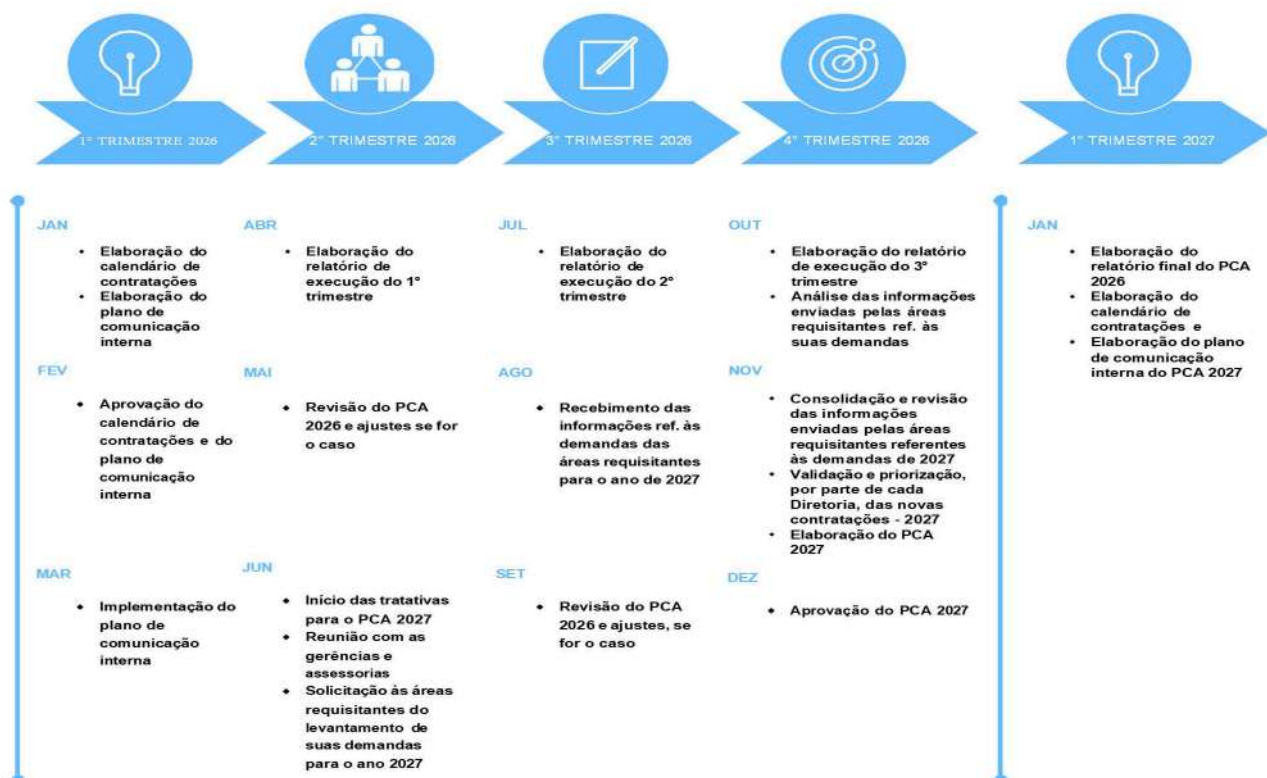 1° TRIMESTRE 2026
2° TRIMESTRE 2026
3° TRIMESTRE 2026
4° TRIMESTRE 2026
1° TRIMESTRE 2027
JAN
• Elaboração do
calendário de
contratações
• Elaboração do
plano de
comunicação
interna
FEV
• Aprovação do
calendário de
contratações e do
plano de
comunicação
interna
MAR
• Implementação do
plano de
comunicação
interna
ABR
• Elaboração do
relatório de
execução do 1°
trimestre
MAI
• Revisão do PCA
2026 e ajustes se for
o caso
JUN
• Início das tratativas
para o PCA 2027
• Reunião com as
gerências e
assessorias
• Solicitação às áreas
requisitantes do
levantamento de
suas demandas
para o ano 2027
JUL
• Elaboração do
relatório de
execução do 2°
trimestre
AGO
• Recebimento das
informações ref. às
demandas das
áreas requisitantes
para o ano de 2027
SET
• Revisão do PCA
2026 e ajustes, se
for o caso
OUT
• Elaboração do relatório
de execução do 3°
trimestre
• Análise das informações
enviadas pelas áreas
requisitantes ref. às
suas demandas
NOV
• Consolidação e revisão
das informações
enviadas pelas áreas
requisitantes referentes
às demandas de 2027
• Validação e priorização,
por parte de cada
Diretoria, das novas
contratações - 2027
• Elaboração do PCA
2027
DEZ
• Aprovação do PCA 2027
JAN
• Elaboração do
relatório final do PCA
2026
• Elaboração do
calendário de
contratações e
• Elaboração do plano
de comunicação
interna do PCA 2027